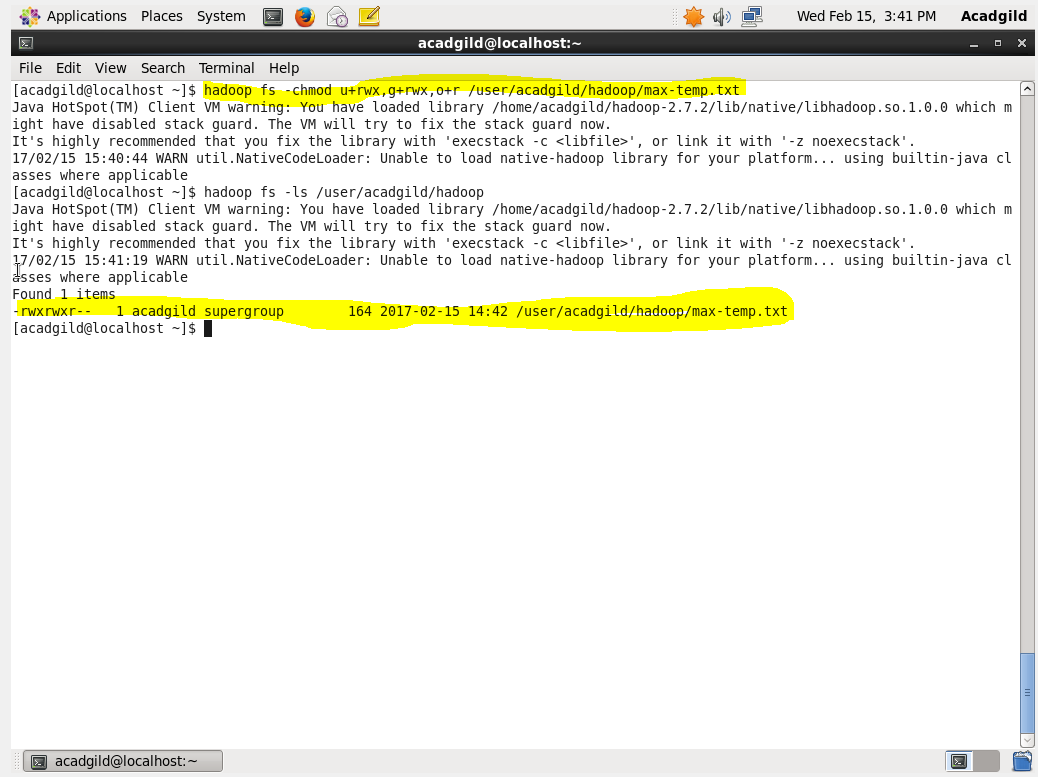 Applications Places System Wed Feb 15, 3:41 PM Acadgild
acadgild@localhost:~
File Edit View Search Terminal Help
[acadgild@localhost ~]$ hadoop fs -chmod u+rwx,g+rwx,o+r /user/acadgild/hadoop/max-temp.txt
Java HotSpot(TM) Client VM warning: You have loaded library /home/acadgild/hadoop-2.7.2/lib/native/libhadoop.so.1.0.0 which m
ight have disabled stack guard. The VM will try to fix the stack guard now.
It's highly recommended that you fix the library with 'execstack -c <libfile>', or link it with '-z noexecstack'.
17/02/15 15:40:44 WARN util.NativeCodeLoader: Unable to load native-hadoop library for your platform... using builtin-java cl
asses where applicable
[acadgild@localhost ~]$ hadoop fs -ls /user/acadgild/hadoop
Java HotSpot(TM) Client VM warning: You have loaded library /home/acadgild/hadoop-2.7.2/lib/native/libhadoop.so.1.0.0 which m
ight have disabled stack guard. The VM will try to fix the stack guard now.
It's highly recommended that you fix the library with 'execstack -c <libfile>', or link it with '-z noexecstack'.
17/02/15 15:41:19 WARN util.NativeCodeLoader: Unable to load native-hadoop library for your platform... using builtin-java cl
asses where applicable
Found 1 items
-rwxrwxr--   1 acadgild supergroup        164 2017-02-15 14:42 /user/acadgild/hadoop/max-temp.txt
[acadgild@localhost ~]$
acadgild@localhost:~